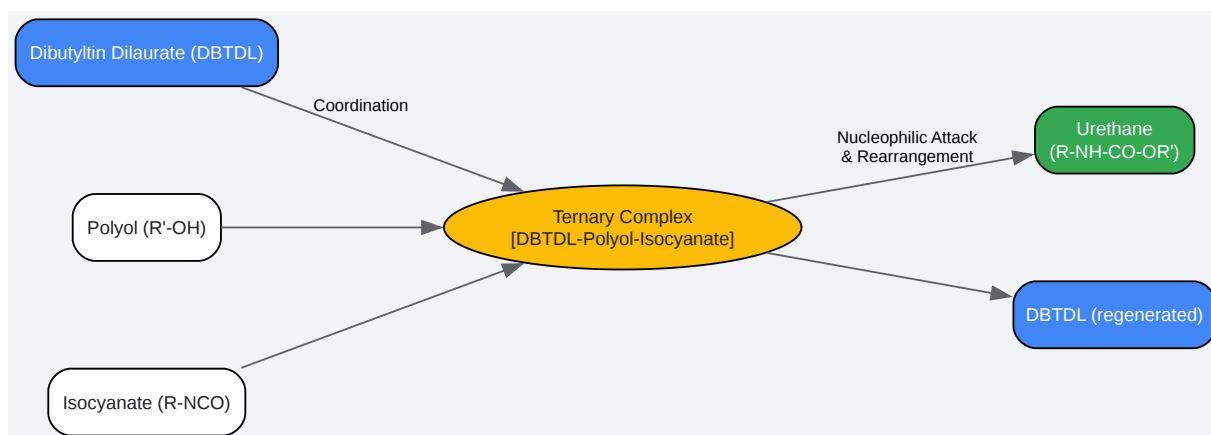 Dibutyltin Dilaurate (DBTDL)
Coordination
Polyol (R'-OH)
Isocyanate (R-NCO)
Ternary Complex
[DBTDL-Polyol-Isocyanate]
Nucleophilic Attack
& Rearrangement
Urethane
(R-NH-CO-OR')
DBTDL (regenerated)